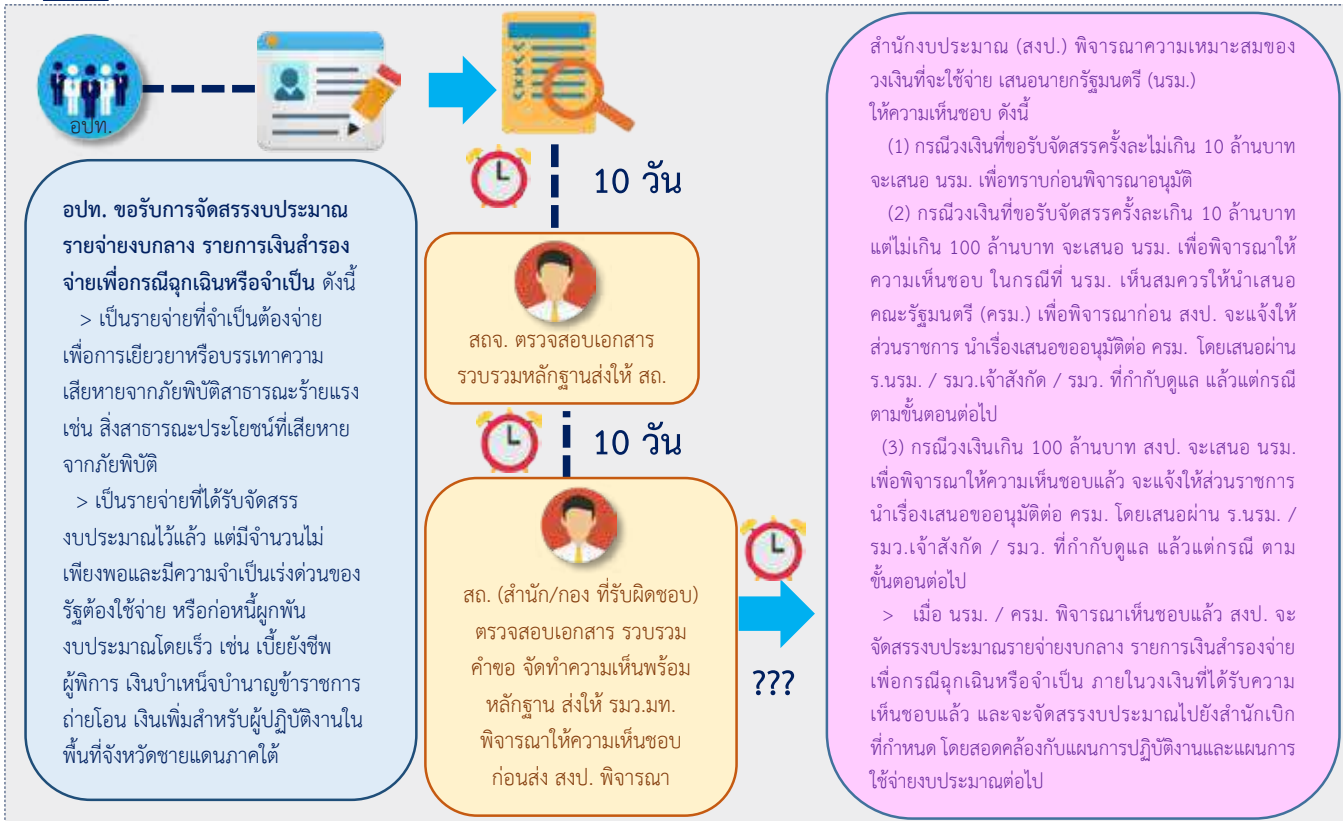 อปท.
อปท. ขอรับการจัดสรรงบประมาณ
รายจ่ายงบกลาง รายการเงินสำรอง
จ่ายเพื่อกรณีฉุกเฉินหรือจำเป็น ดังนี้
> เป็นรายจ่ายที่จำเป็นต้องจ่าย
เพื่อการเยียวยาหรือบรรเทาความ
เสียหายจากภัยพิบัติสาธารณะร้ายแรง
เช่น สิ่งสาธารณะประโยชน์ที่เสียหาย
จากภัยพิบัติ
> เป็นรายจ่ายที่ได้รับจัดสรร
งบประมาณไว้แล้ว แต่มีจำนวนไม่
เพียงพอและมีความจำเป็นเร่งด่วนของ
รัฐต้องใช้จ่าย หรือก่อหนี้ผูกพัน
งบประมาณโดยเร็ว เช่น เบี้ยยังชีพ
ผู้พิการ เงินบำเหน็จบำนาญข้าราชการ
ถ่ายโอน เงินเพิ่มสำหรับผู้ปฏิบัติงานใน
พื้นที่จังหวัดชายแดนภาคใต้
10 วัน
สถจ. ตรวจสอบเอกสาร
รวบรวมหลักฐานส่งให้ สถ.
10 วัน
สถ. (สำนัก/กอง ที่รับผิดชอบ)
ตรวจสอบเอกสาร รวบรวม
คำขอ จัดทำความเห็นพร้อม
หลักฐาน ส่งให้ รมว.มท.
พิจารณาให้ความเห็นชอบ
ก่อนส่ง สงป. พิจารณา
???
สำนักงบประมาณ (สงป.) พิจารณาความเหมาะสมของ
วงเงินที่จะใช้จ่าย เสนอนายกรัฐมนตรี (นรม.)
ให้ความเห็นชอบ ดังนี้
(1) กรณีวงเงินที่ขอรับจัดสรรครั้งละไม่เกิน 10 ล้านบาท
จะเสนอ นรม. เพื่อทราบก่อนพิจารณาอนุมัติ
(2) กรณีวงเงินที่ขอรับจัดสรรครั้งละเกิน 10 ล้านบาท
แต่ไม่เกิน 100 ล้านบาท จะเสนอ นรม. เพื่อพิจารณาให้
ความเห็นชอบ ในกรณีที่ นรม. เห็นสมควรให้นำเสนอ
คณะรัฐมนตรี (ครม.) เพื่อพิจารณาก่อน สงป. จะแจ้งให้
ส่วนราชการ นำเรื่องเสนอขออนุมัติต่อ ครม. โดยเสนอผ่าน
ร.นรม. / รมว.เจ้าสังกัด / รมว. ที่กำกับดูแล แล้วแต่กรณี
ตามขั้นตอนต่อไป
(3) กรณีวงเงินเกิน 100 ล้านบาท สงป. จะเสนอ นรม.
เพื่อพิจารณาให้ความเห็นชอบแล้ว จะแจ้งให้ส่วนราชการ
นำเรื่องเสนอขออนุมัติต่อ ครม. โดยเสนอผ่าน ร.นรม. /
รมว.เจ้าสังกัด / รมว. ที่กำกับดูแล แล้วแต่กรณี ตาม
ขั้นตอนต่อไป
> เมื่อ นรม. / ครม. พิจารณาเห็นชอบแล้ว สงป. จะ
จัดสรรงบประมาณรายจ่ายงบกลาง รายการเงินสำรองจ่าย
เพื่อกรณีฉุกเฉินหรือจำเป็น ภายในวงเงินที่ได้รับความ
เห็นชอบแล้ว และจะจัดสรรงบประมาณไปยังสำนักเบิก
ที่กำหนด โดยสอดคล้องกับแผนการปฏิบัติงานและแผนการ
ใช้จ่ายงบประมาณต่อไป